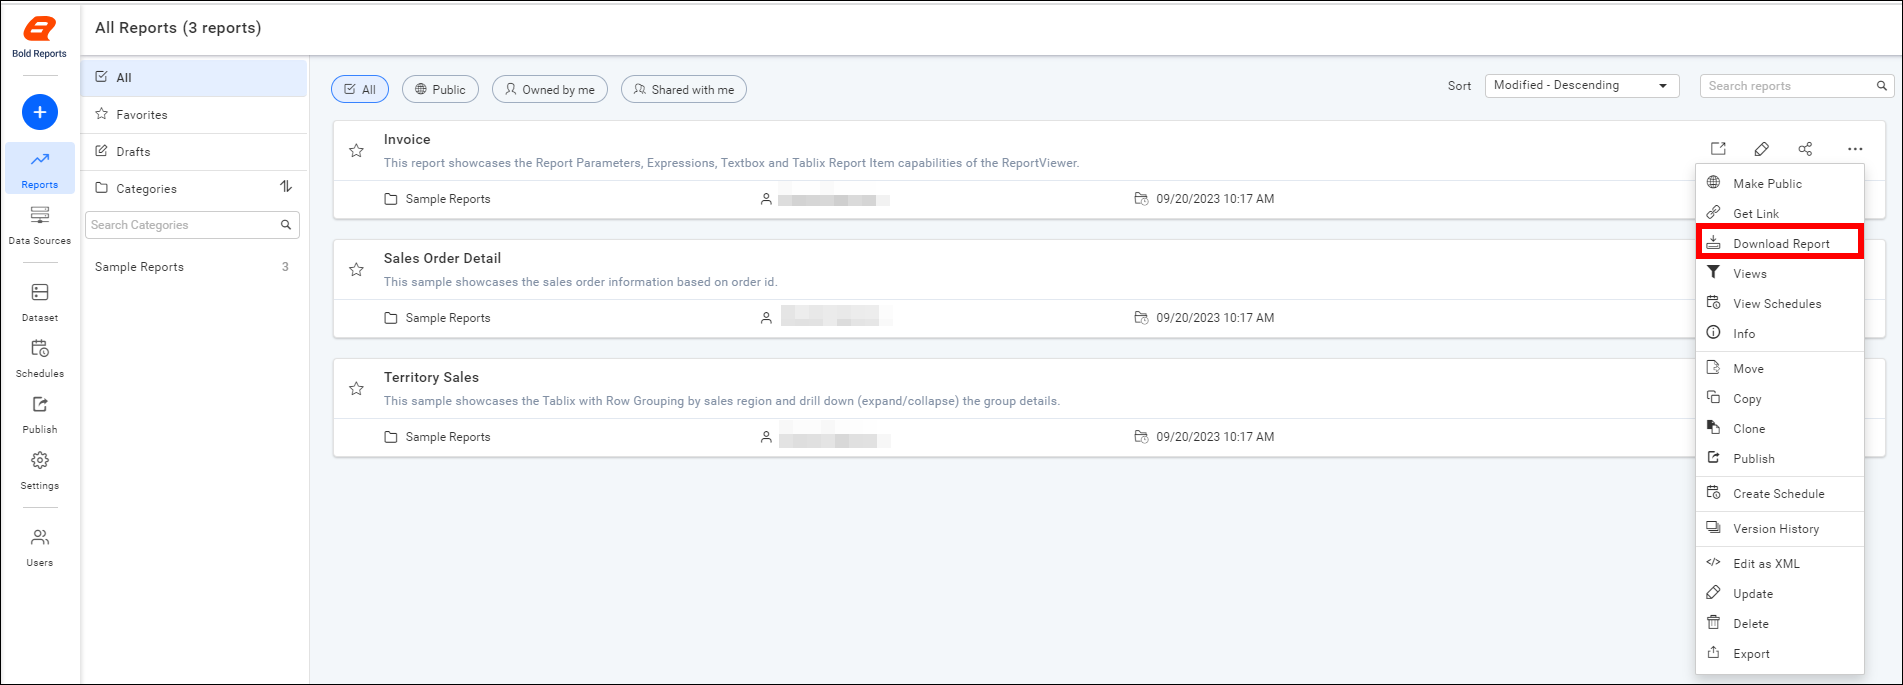 Bold Reports
Reports
Data Sources
Dataset
Schedules
Publish
Settings
Users
All Reports (3 reports)
All
Favorites
Drafts
Categories
Search Categories
Sample Reports 3
All Public Owned by me Shared with me
Sort Modified - Descending Search reports
Invoice
This report showcases the Report Parameters, Expressions, Textbox and Tablix Report Item capabilities of the ReportViewer.
Sample Reports 09/20/2023 10:17 AM
Sales Order Detail
This sample showcases the sales order information based on order id.
Sample Reports 09/20/2023 10:17 AM
Territory Sales
This sample showcases the Tablix with Row Grouping by sales region and drill down (expand/collapse) the group details.
Sample Reports 09/20/2023 10:17 AM
Make Public
Get Link
Download Report
Views
View Schedules
Info
Move
Copy
Clone
Publish
Create Schedule
Version History
Edit as XML
Update
Delete
Export